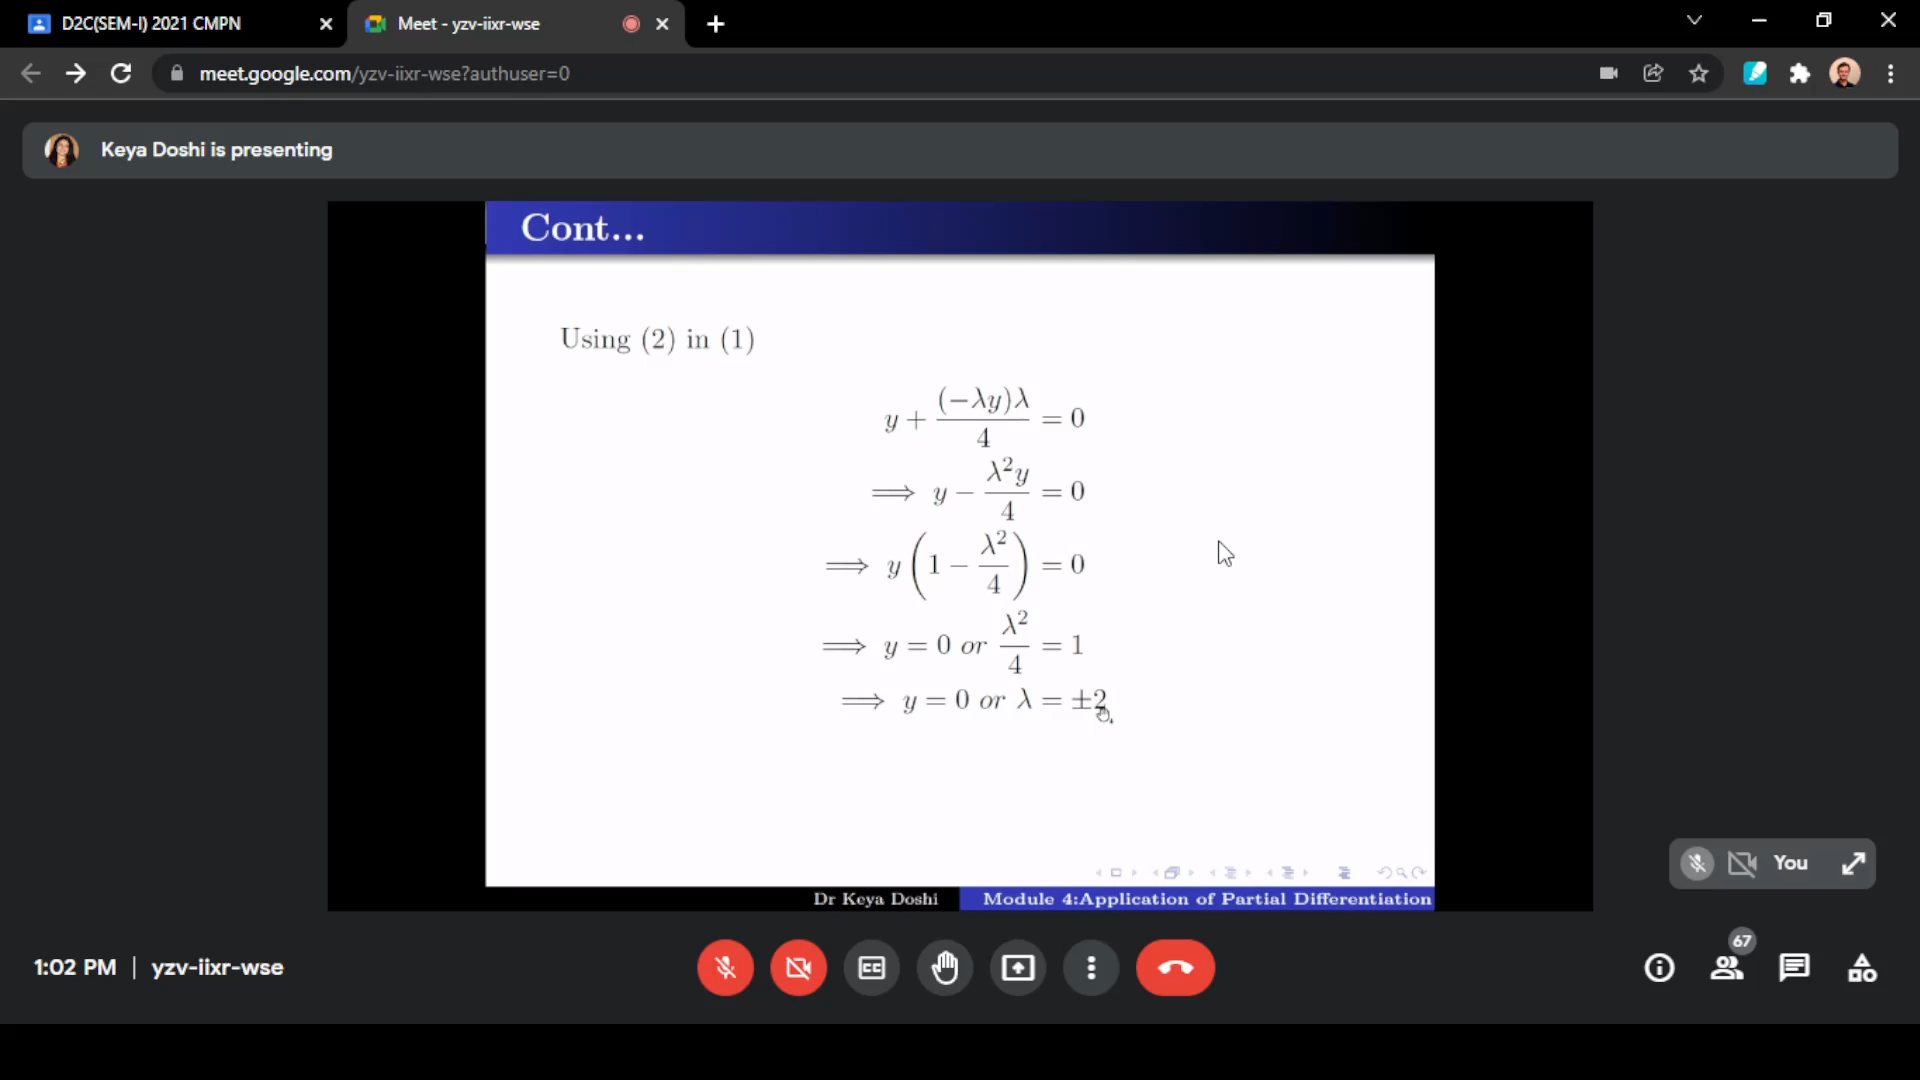 D2C(SEM-I) 2021 CMPN
Meet - yzv-iixr-wse
meet.google.com/yzv-iixr-wse?authuser=0
Keya Doshi is presenting
Cont...
Using (2) in (1)
y + (−λy)λ / 4 = 0
⟹ y − λ²y / 4 = 0
⟹ y (1 − λ² / 4) = 0
⟹ y = 0 or λ² / 4 = 1
⟹ y = 0 or λ = ±2
You
Dr Keya Doshi
Module 4:Application of Partial Differentiation
67
1:02 PM | yzv-iixr-wse
CC